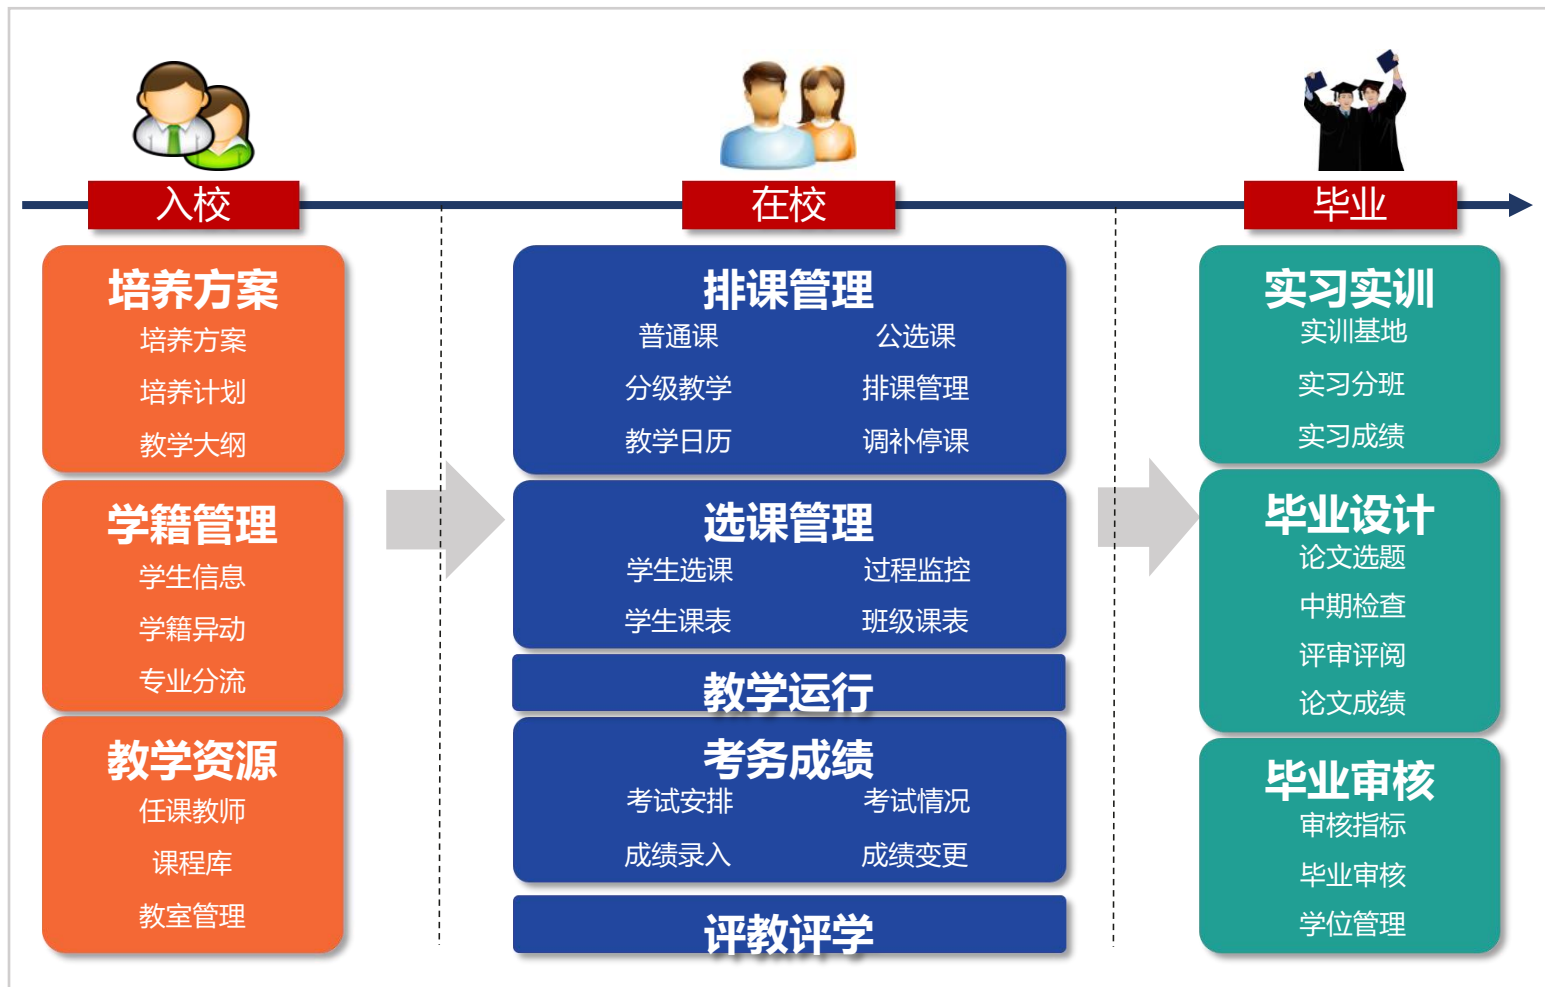 入校
在校
毕业
培养方案
培养方案
培养计划
教学大纲
学籍管理
学生信息
学籍异动
专业分流
教学资源
任课教师
课程库
教室管理
排课管理
普通课 公选课
分级教学 排课管理
教学日历 调补停课
选课管理
学生选课 过程监控
学生课表 班级课表
教学运行
考务成绩
考试安排 考试情况
成绩录入 成绩变更
评教评学
实习实训
实训基地
实习分班
实习成绩
毕业设计
论文选题
中期检查
评审评阅
论文成绩
毕业审核
审核指标
毕业审核
学位管理